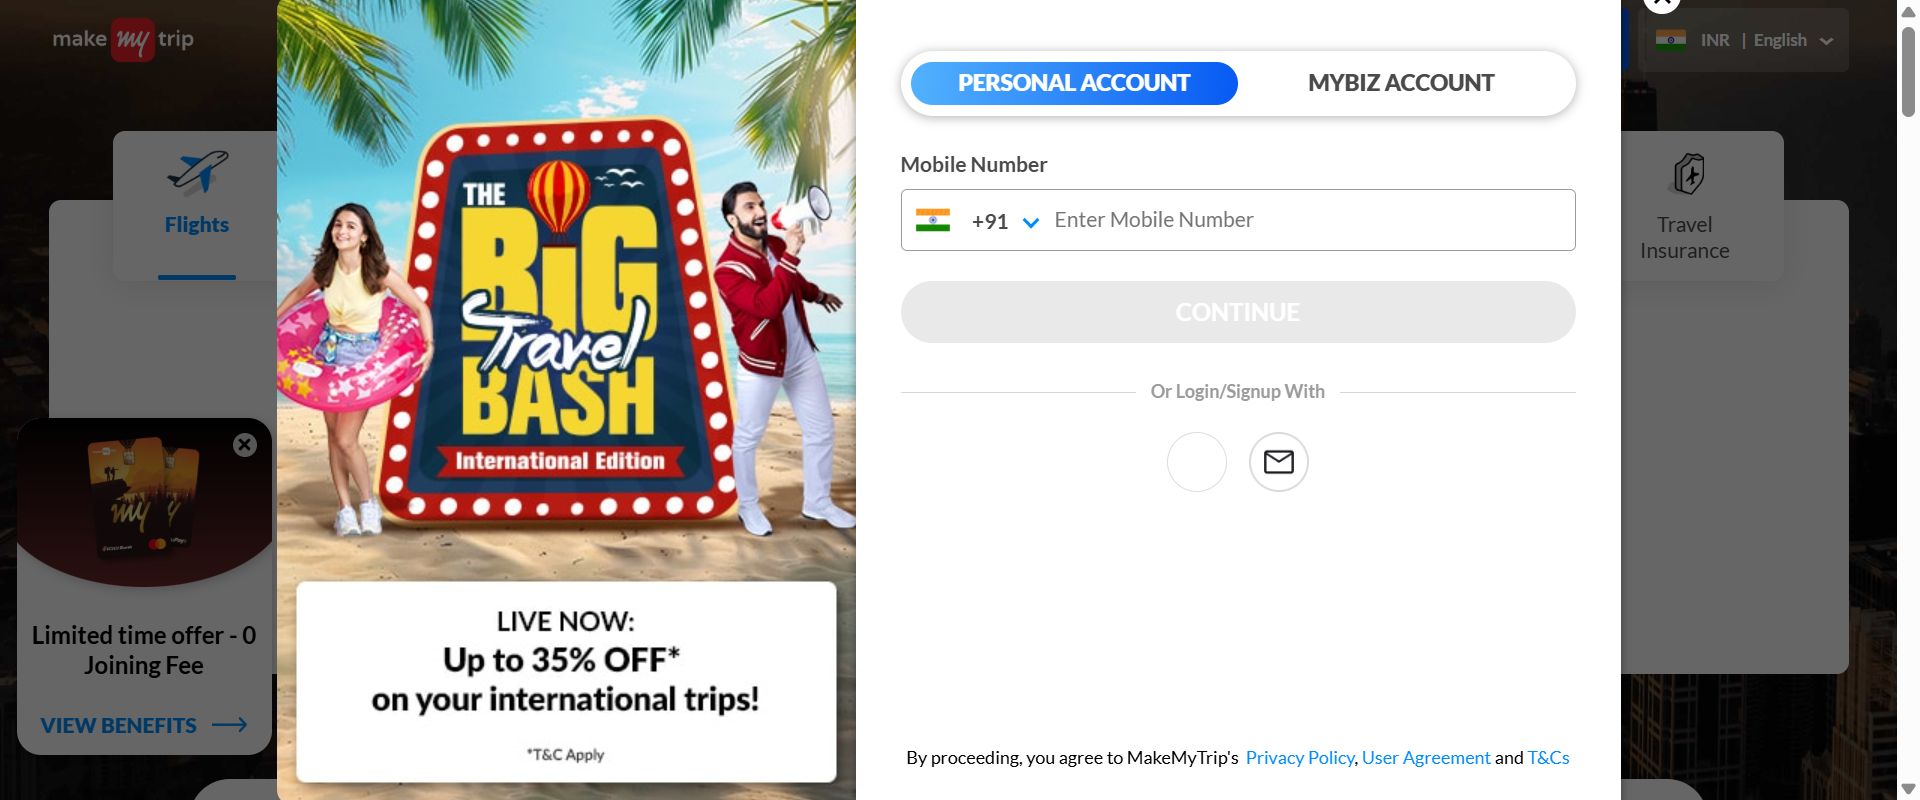 make my trip
INR | English
Flights
Travel
Insurance
Limited time offer - 0
Joining Fee
VIEW BENEFITS
THE
BIG
Travel
BASH
International Edition
LIVE NOW:
Up to 35% OFF*
on your international trips!
*T&C Apply
PERSONAL ACCOUNT
MYBIZ ACCOUNT
Mobile Number
+91 Enter Mobile Number
CONTINUE
Or Login/Signup With
By proceeding, you agree to MakeMyTrip's Privacy Policy, User Agreement and T&Cs